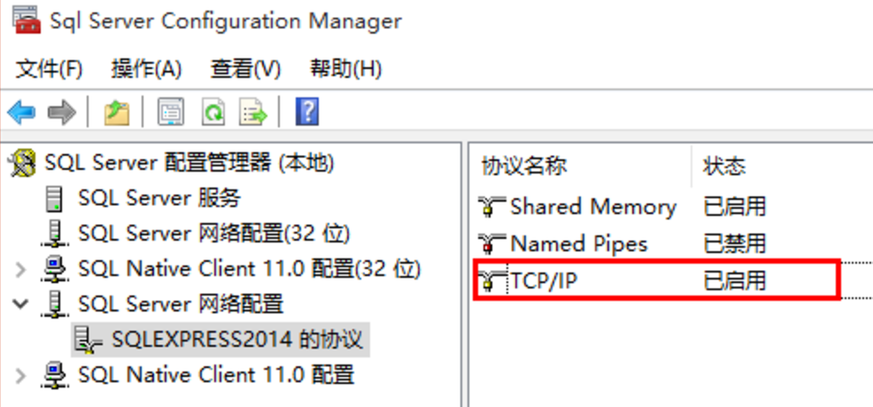 Sql Server Configuration Manager
文件(F) 操作(A) 查看(V) 帮助(H)
SQL Server 配置管理器 (本地)
SQL Server 服务
SQL Server 网络配置(32 位)
SQL Native Client 11.0 配置(32 位)
SQL Server 网络配置
SQLEXPRESS2014 的协议
SQL Native Client 11.0 配置
协议名称 状态
Shared Memory 已启用
Named Pipes 已禁用
TCP/IP 已启用